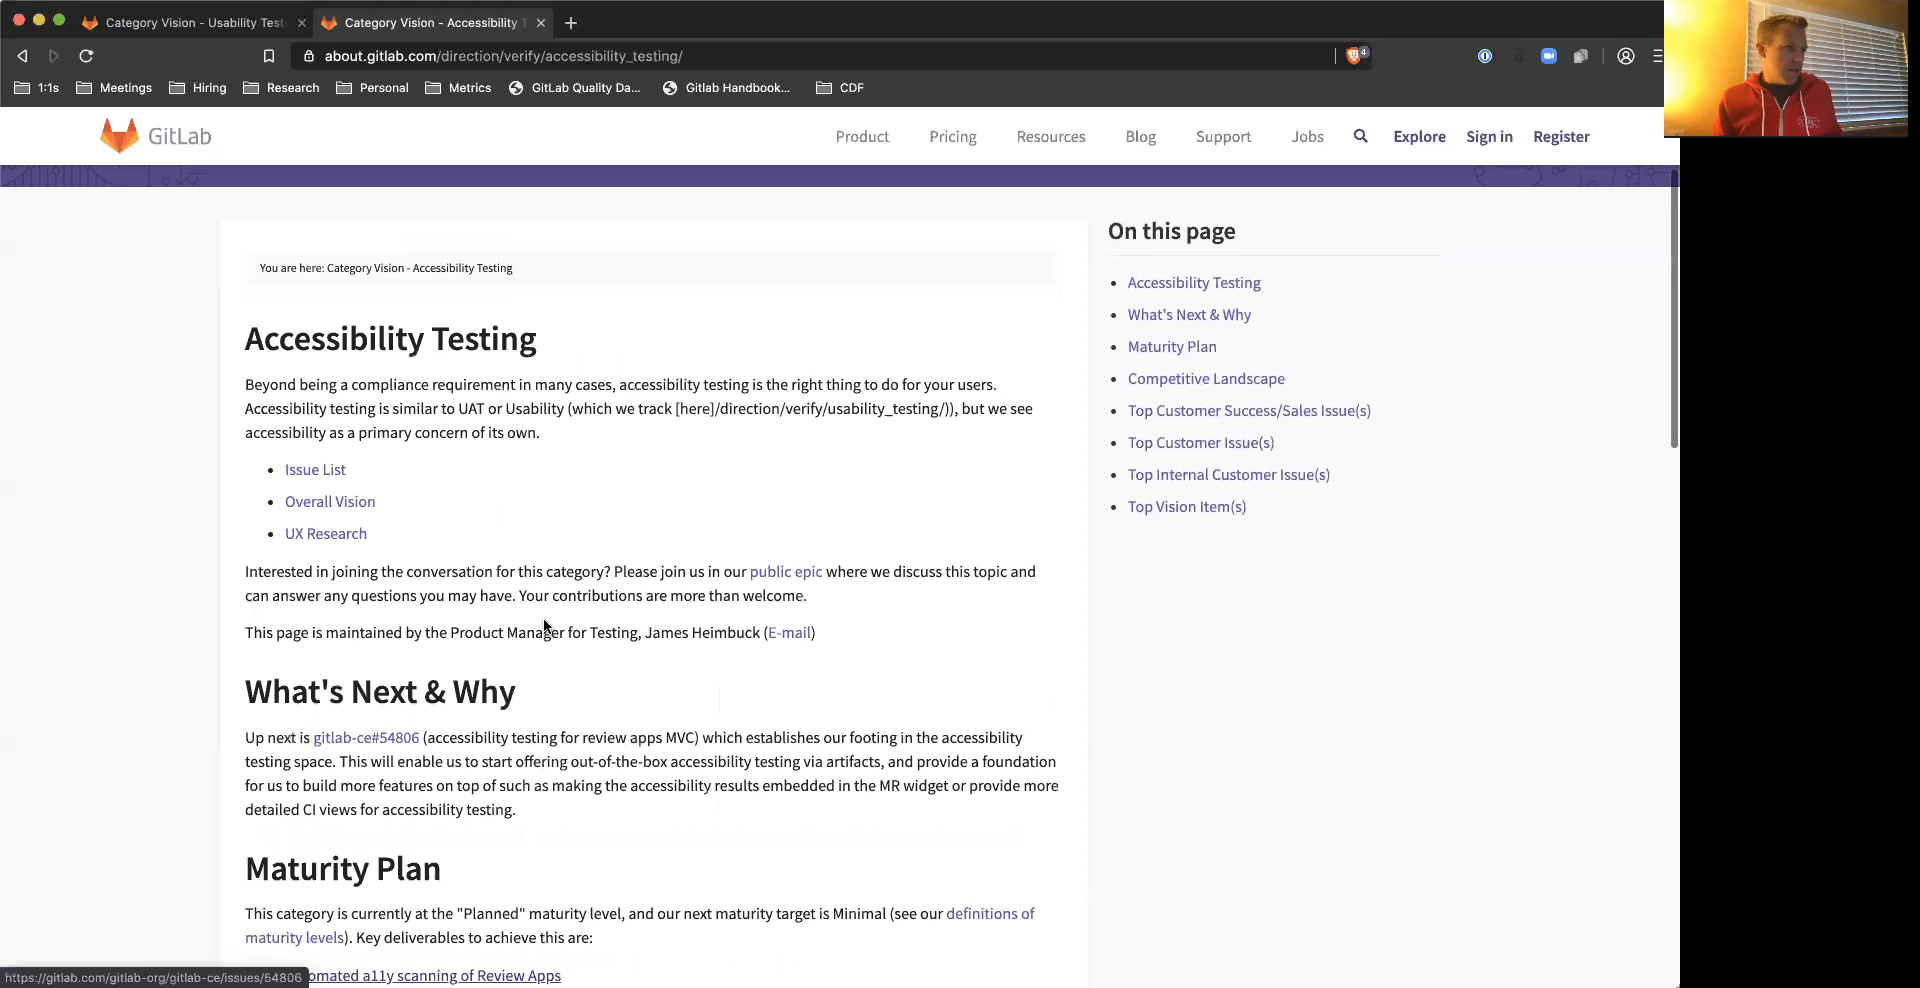 Category Vision - Usability Test
Category Vision - Accessibility T
about.gitlab.com/direction/verify/accessibility_testing/
4
1:1s
Meetings
Hiring
Research
Personal
Metrics
GitLab Quality Da...
Gitlab Handbook...
CDF
GitLab
Product
Pricing
Resources
Blog
Support
Jobs
Explore
Sign in
Register
You are here: Category Vision - Accessibility Testing
Accessibility Testing
Beyond being a compliance requirement in many cases, accessibility testing is the right thing to do for your users.
Accessibility testing is similar to UAT or Usability (which we track [here]/direction/verify/usability_testing/)), but we see
accessibility as a primary concern of its own.
Issue List
Overall Vision
UX Research
Interested in joining the conversation for this category? Please join us in our public epic where we discuss this topic and
can answer any questions you may have. Your contributions are more than welcome.
This page is maintained by the Product Manager for Testing, James Heimbuck (E-mail)
What's Next & Why
Up next is gitlab-ce#54806 (accessibility testing for review apps MVC) which establishes our footing in the accessibility
testing space. This will enable us to start offering out-of-the-box accessibility testing via artifacts, and provide a foundation
for us to build more features on top of such as making the accessibility results embedded in the MR widget or provide more
detailed CI views for accessibility testing.
Maturity Plan
This category is currently at the "Planned" maturity level, and our next maturity target is Minimal (see our definitions of
maturity levels). Key deliverables to achieve this are:
omated a11y scanning of Review Apps
https://gitlab.com/gitlab-org/gitlab-ce/issues/54806
On this page
Accessibility Testing
What's Next & Why
Maturity Plan
Competitive Landscape
Top Customer Success/Sales Issue(s)
Top Customer Issue(s)
Top Internal Customer Issue(s)
Top Vision Item(s)